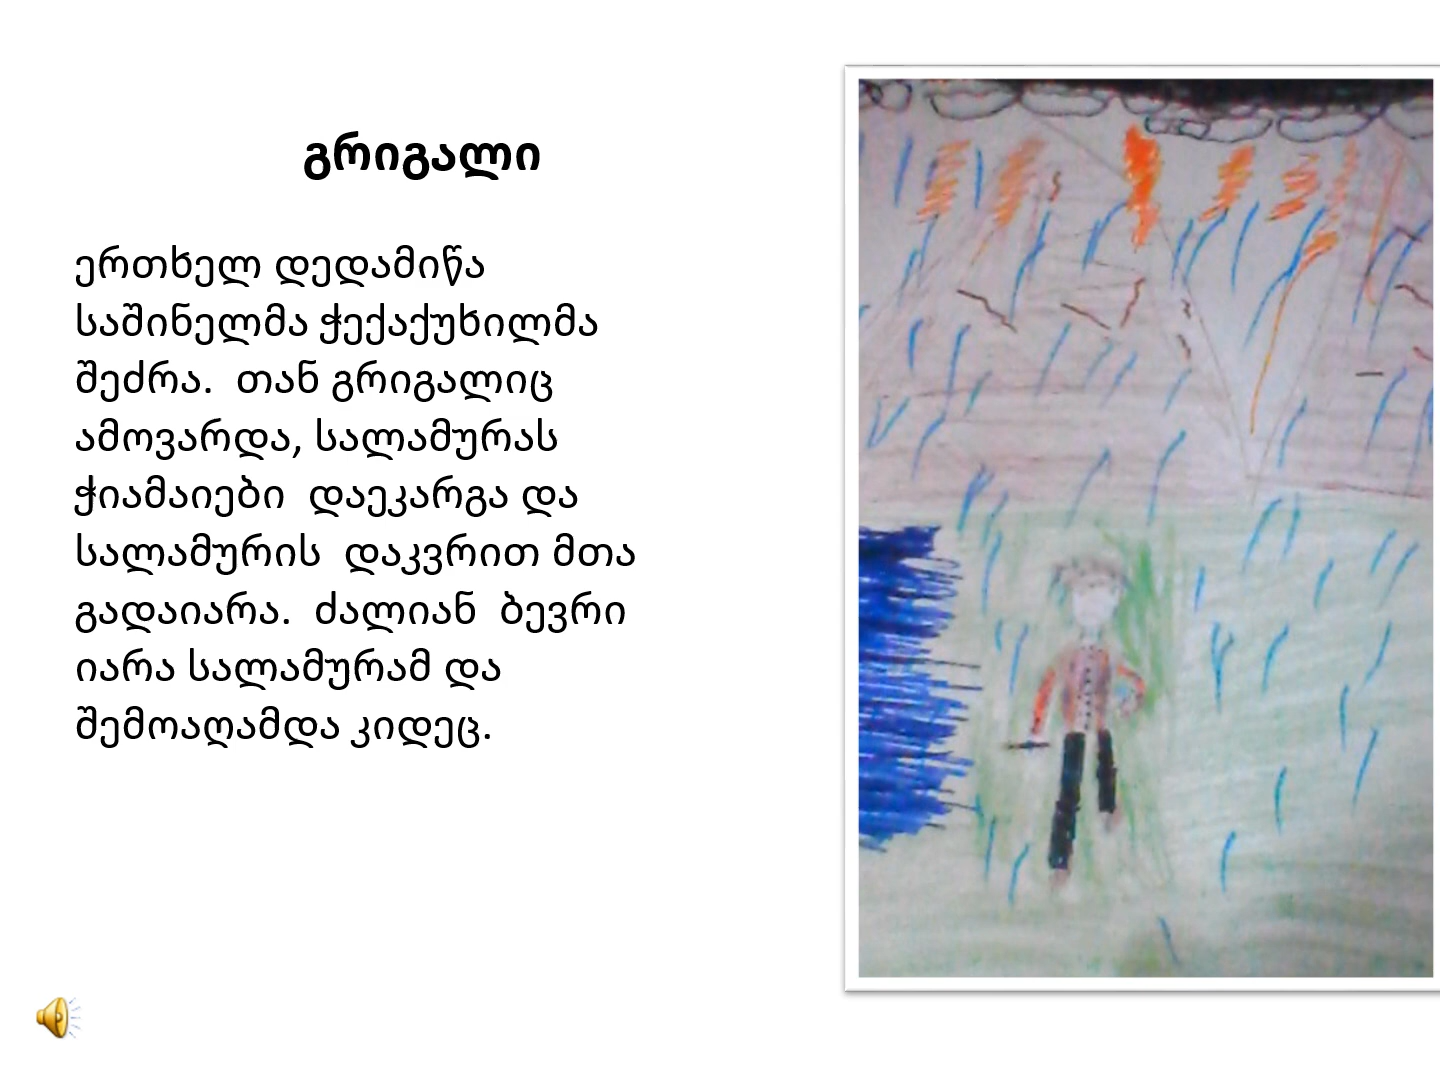 გრიგალი
ერთხელ დედამიწა
საშინელმა ჭექაქუხილმა
შეძრა.  თან გრიგალიც
ამოვარდა, სალამურას
ჭიამაიები  დაეკარგა და
სალამურის  დაკვრით მთა
გადაიარა.  ძალიან  ბევრი
იარა სალამურამ და
შემოაღამდა კიდეც.